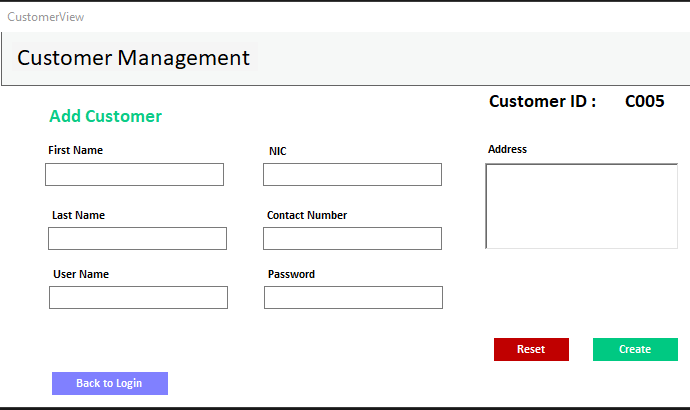 CustomerView
Customer Management
Customer ID : C005
Add Customer
First Name
NIC
Address
Last Name
Contact Number
User Name
Password
Reset
Create
Back to Login